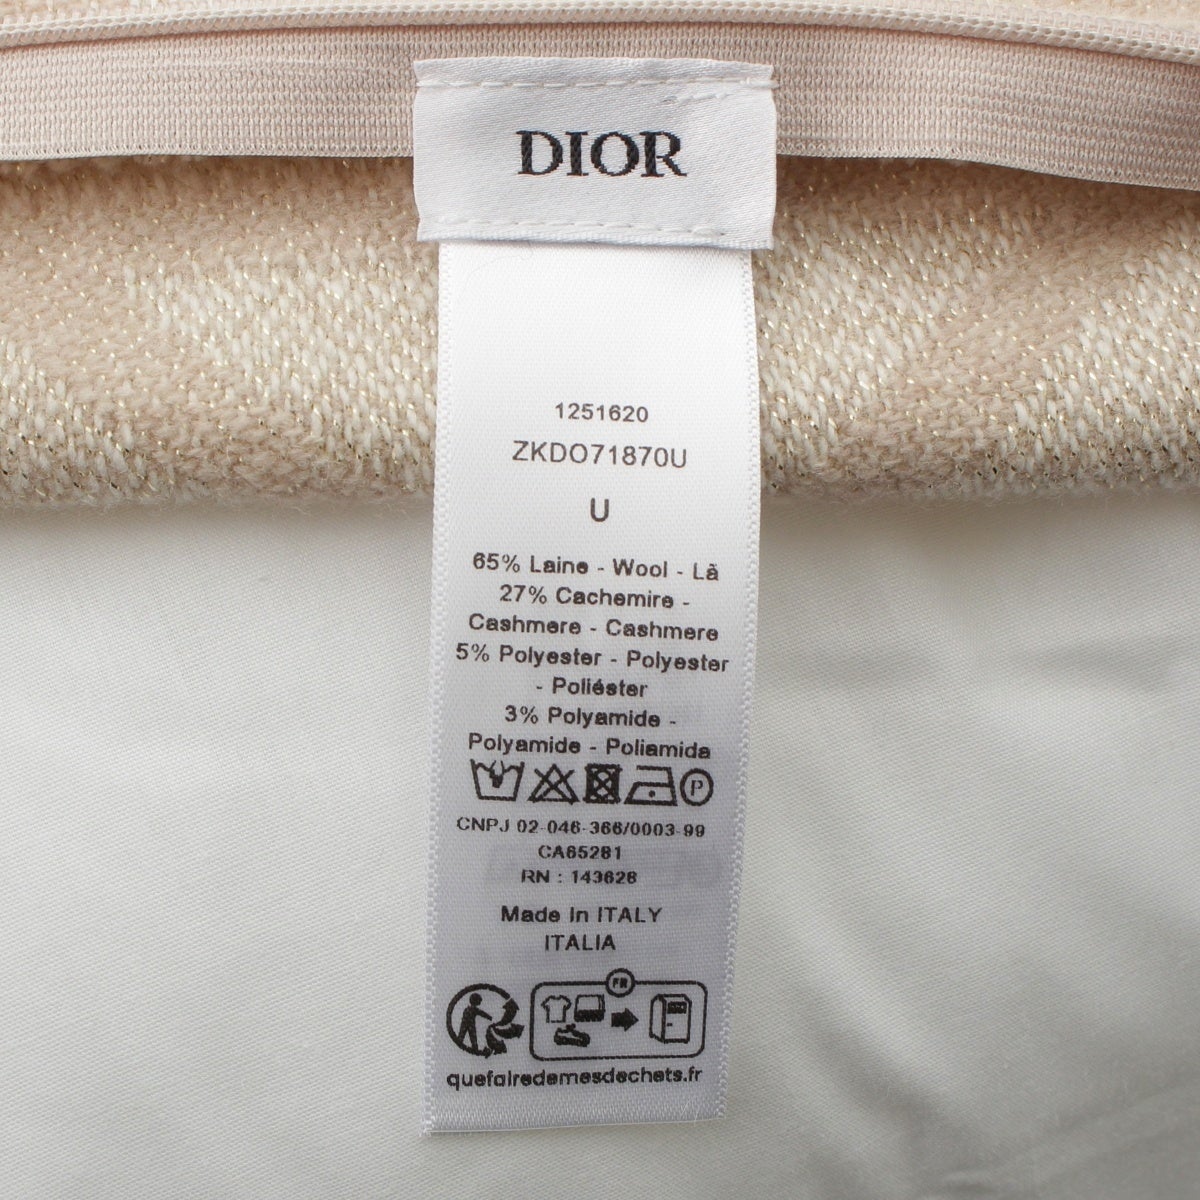 DIOR
1251620
ZKDO71870U
U
65% Laine - Wool - Lã
27% Cachemire -
Cashmere - Cashmere
5% Polyester - Polyester
- Poliéster
3% Polyamide -
Polyamide - Poliamida
P
CNPJ 02-046-366/0003-99
CA65281
RN : 143628
Made In ITALY
ITALIA
FR
quefairedemesdechets.fr